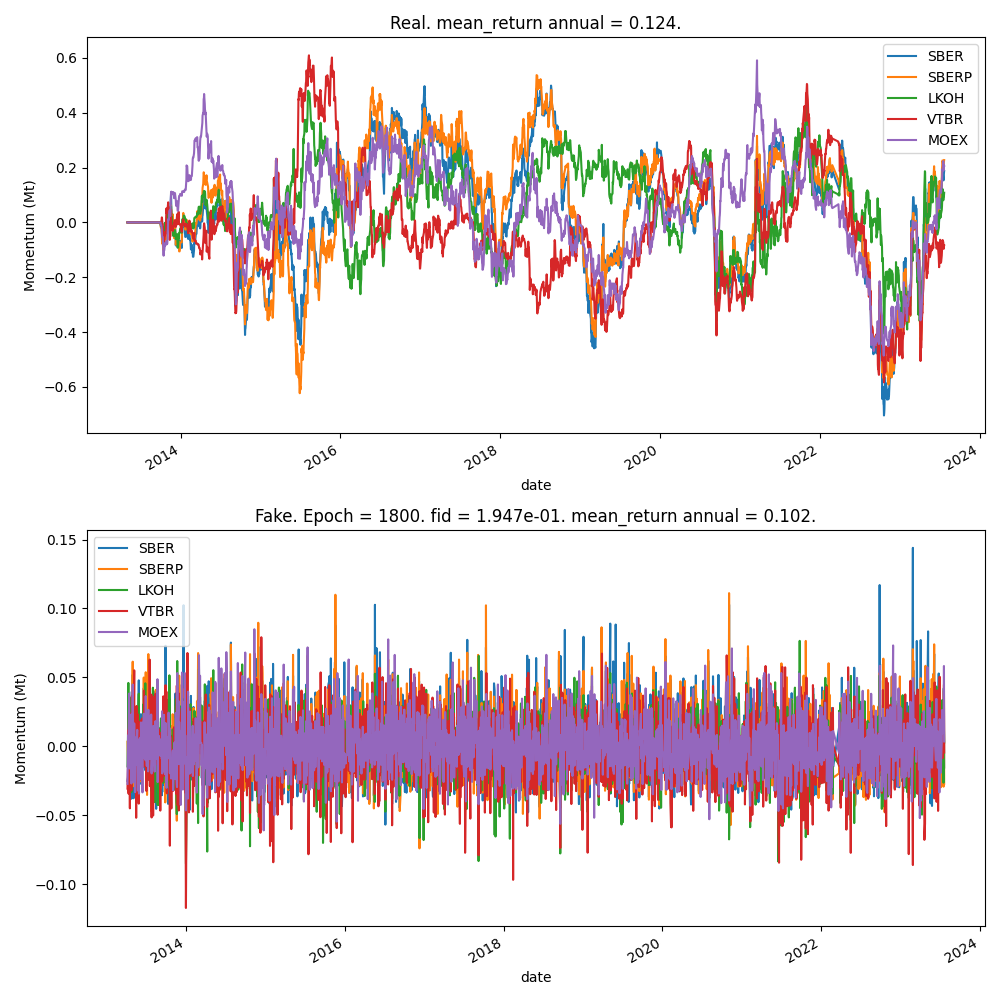 Real. mean_return annual = 0.124.
Momentum (Mt)
0.6
0.4
0.2
0.0
−0.2
−0.4
−0.6
SBER
SBERP
LKOH
VTBR
MOEX
2014
2016
2018
2020
2022
2024
date
Fake. Epoch = 1800. fid = 1.947e-01. mean_return annual = 0.102.
Momentum (Mt)
0.15
0.10
0.05
0.00
−0.05
−0.10
SBER
SBERP
LKOH
VTBR
MOEX
2014
2016
2018
2020
2022
2024
date